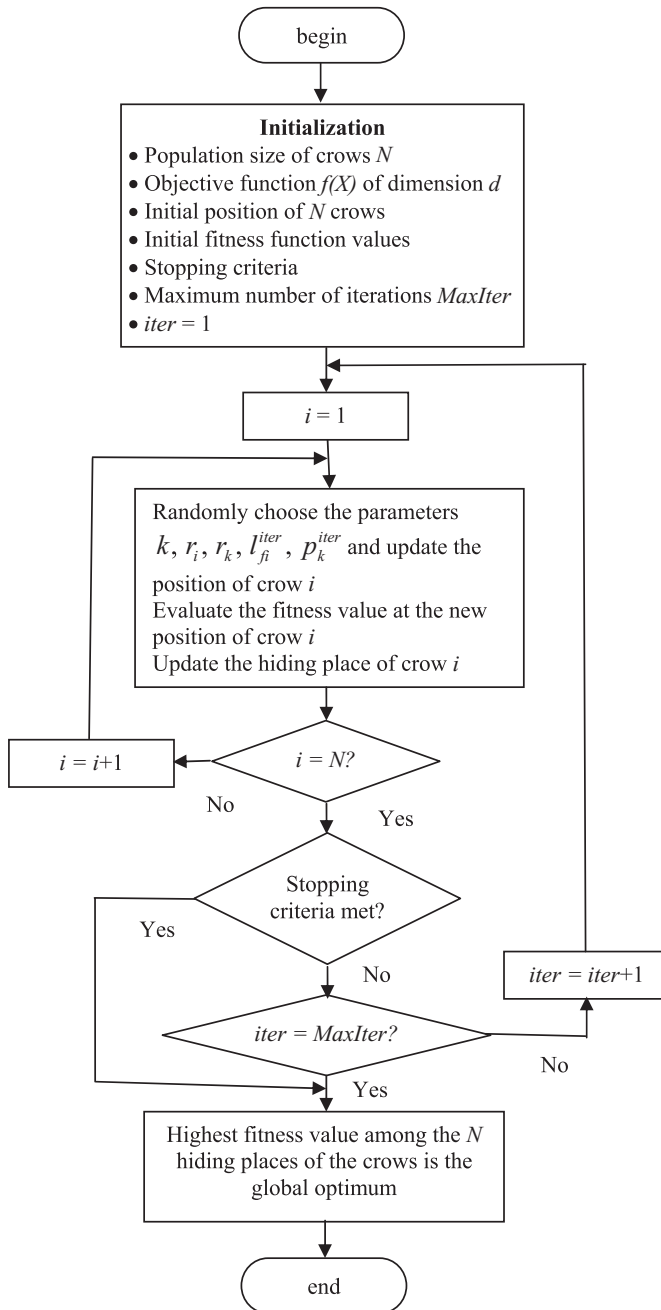 begin
Initialization
• Population size of crows N
• Objective function f(X) of dimension d
• Initial position of N crows
• Initial fitness function values
• Stopping criteria
• Maximum number of iterations MaxIter
• iter = 1
i = 1
Randomly choose the parameters
k, r_i, r_k, l_{fi}^{iter}, p_k^{iter} and update the
position of crow i
Evaluate the fitness value at the new
position of crow i
Update the hiding place of crow i
i = i+1
i = N?
No
Yes
Stopping
criteria met?
Yes
No
iter = iter+1
iter = MaxIter?
No
Yes
Highest fitness value among the N
hiding places of the crows is the
global optimum
end